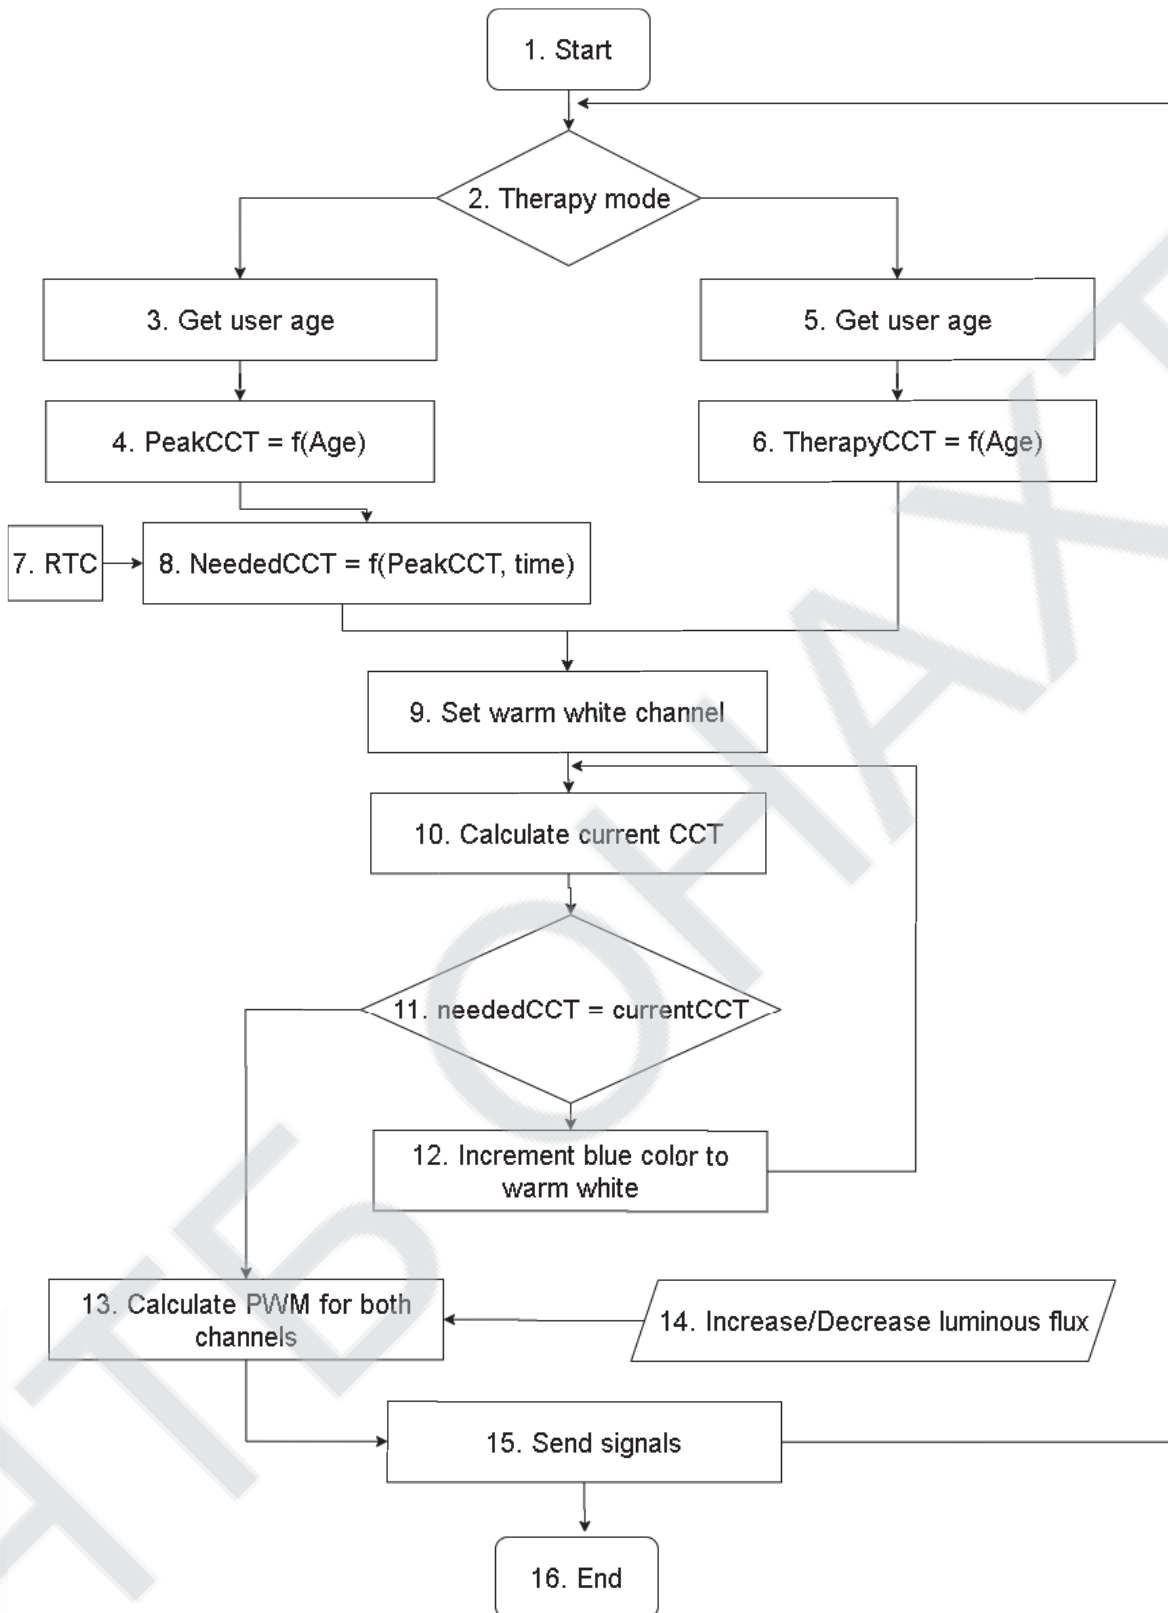 1. Start
2. Therapy mode
3. Get user age
5. Get user age
4. PeakCCT = f(Age)
6. TherapyCCT = f(Age)
7. RTC
8. NeededCCT = f(PeakCCT, time)
9. Set warm white channel
10. Calculate current CCT
11. neededCCT = currentCCT
12. Increment blue color to
warm white
13. Calculate PWM for both
channels
14. Increase/Decrease luminous flux
15. Send signals
16. End
НТБ ОНАХТ